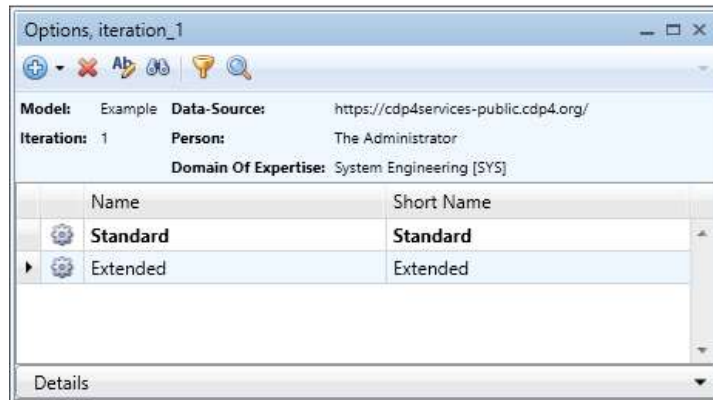 Options, iteration_1
Model: Example Data-Source: https://cdp4services-public.cdp4.org/
Iteration: 1 Person: The Administrator
Domain Of Expertise: System Engineering [SYS]
Name Short Name
Standard Standard
Extended Extended
Details